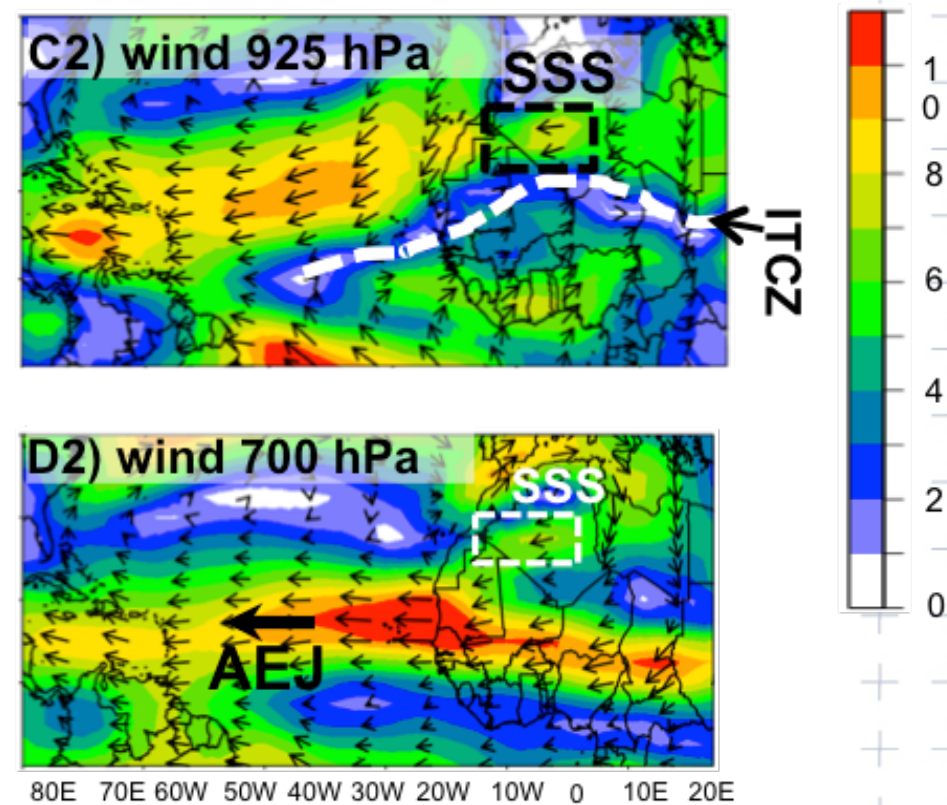 C2) wind 925 hPa
SSS
ITCZ
D2) wind 700 hPa
SSS
AEJ
80E 70E 60W 50W 40W 30W 20W 10W 0 10E 20E
1
0
8
6
4
2
0